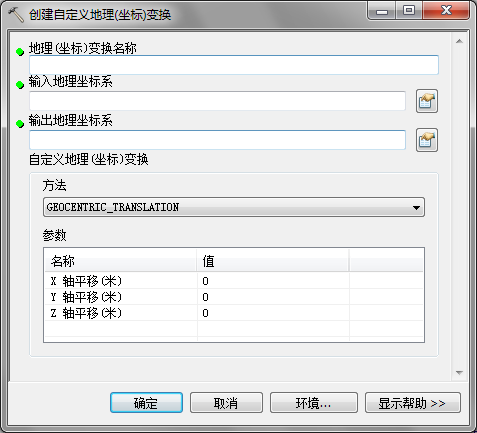 创建自定义地理(坐标)变换
地理(坐标)变换名称
输入地理坐标系
输出地理坐标系
自定义地理(坐标)变换
方法
GEOCENTRIC_TRANSLATION
参数
名称 值
X 轴平移(米) 0
Y 轴平移(米) 0
Z 轴平移(米) 0
确定 取消 环境... 显示帮助 >>